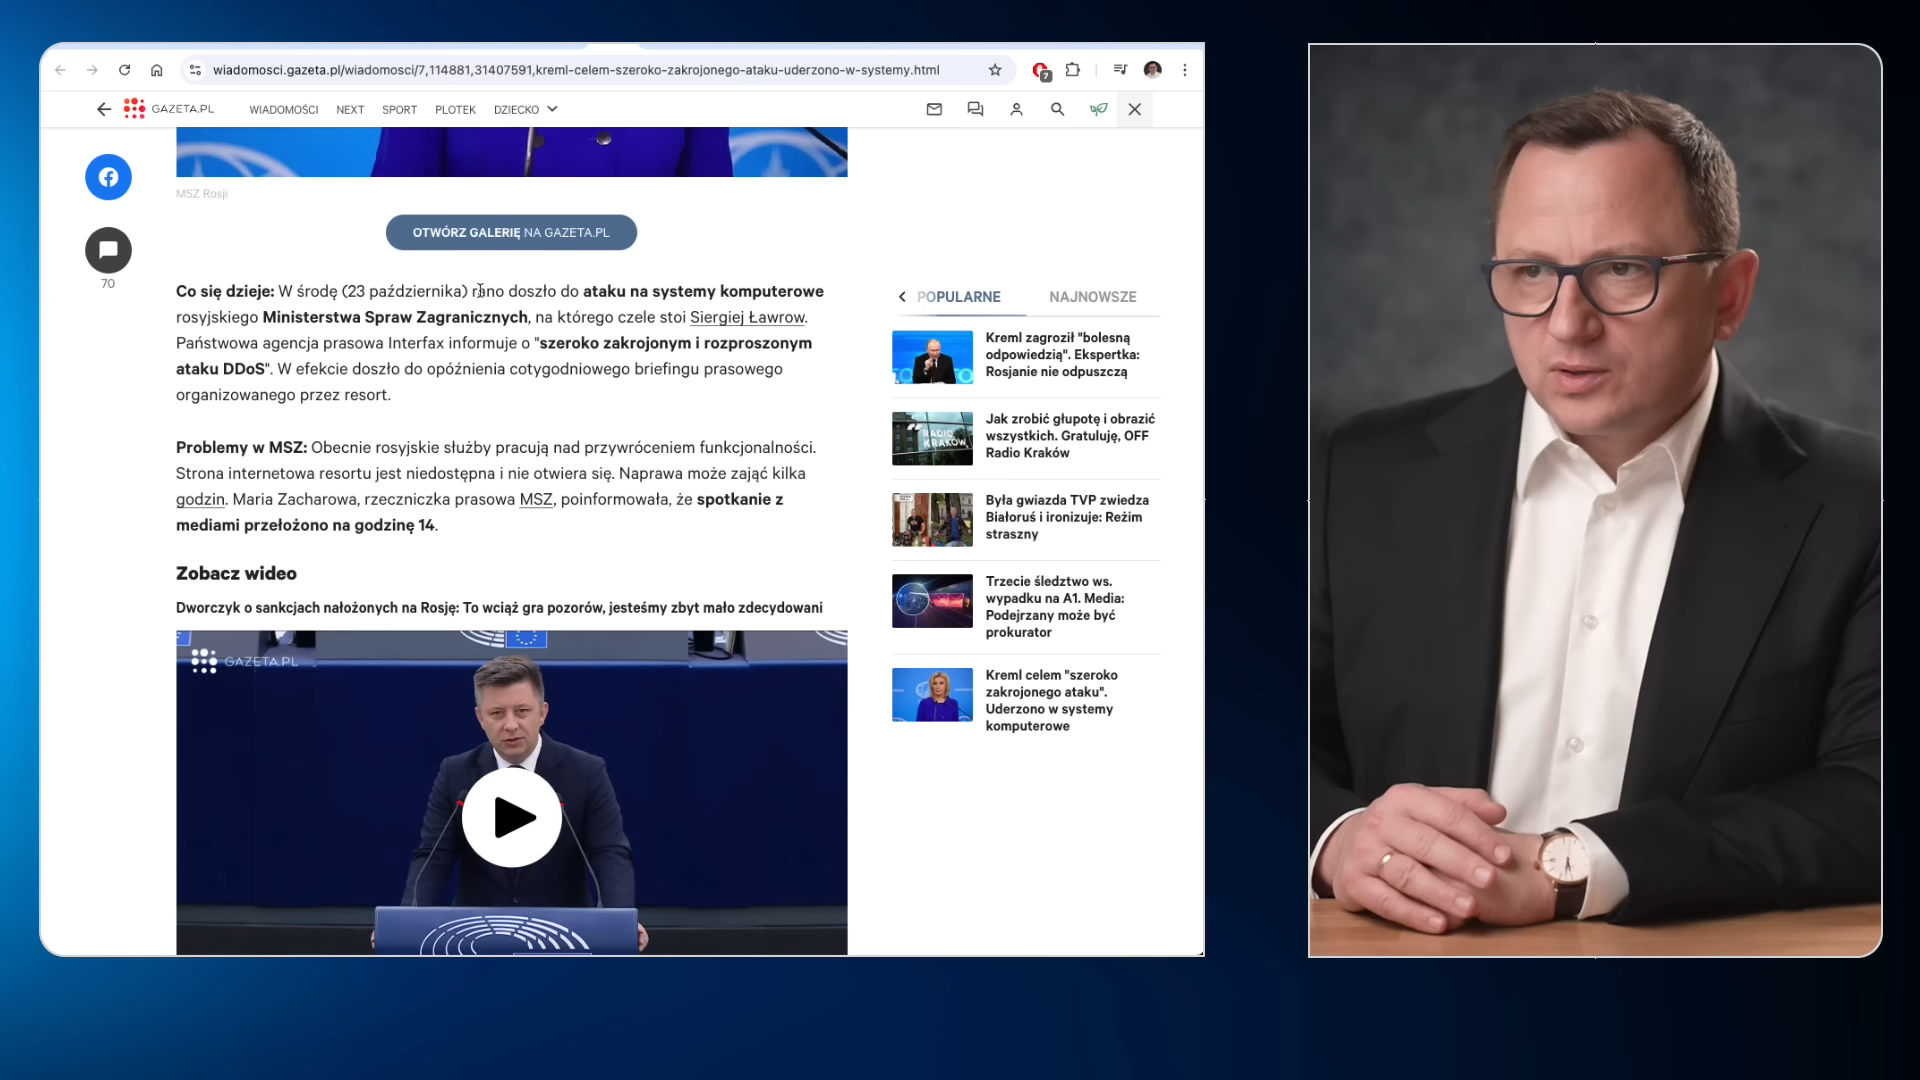 wiadomosci.gazeta.pl/wiadomosci/7,114881,31407591,kreml-celem-szeroko-zakrojonego-ataku-uderzono-w-systemy.html
7
GAZETA.PL
WIADOMOŚCI NEXT SPORT PLOTEK DZIECKO
MSZ Rosji
OTWÓRZ GALERIĘ NA GAZETA.PL
70
Co się dzieje: W środę (23 października) rano doszło do ataku na systemy komputerowe
rosyjskiego Ministerstwa Spraw Zagranicznych, na którego czele stoi Siergiej Ławrow.
Państwowa agencja prasowa Interfax informuje o "szeroko zakrojonym i rozproszonym
ataku DDoS". W efekcie doszło do opóźnienia cotygodniowego briefingu prasowego
organizowanego przez resort.
Problemy w MSZ: Obecnie rosyjskie służby pracują nad przywróceniem funkcjonalności.
Strona internetowa resortu jest niedostępna i nie otwiera się. Naprawa może zająć kilka
godzin. Maria Zacharowa, rzeczniczka prasowa MSZ, poinformowała, że spotkanie z
mediami przełożono na godzinę 14.
Zobacz wideo
Dworczyk o sankcjach nałożonych na Rosję: To wciąż gra pozorów, jesteśmy zbyt mało zdecydowani
GAZETA.PL
POPULARNE NAJNOWSZE
Kreml zagroził "bolesną
odpowiedzią". Ekspertka:
Rosjanie nie odpuszczą
RADIO
KRAKÓW
Jak zrobić głupotę i obrazić
wszystkich. Gratuluję, OFF
Radio Kraków
Była gwiazda TVP zwiedza
Białoruś i ironizuje: Reżim
straszny
Trzecie śledztwo ws.
wypadku na A1. Media:
Podejrzany może być
prokurator
Kreml celem "szeroko
zakrojonego ataku".
Uderzono w systemy
komputerowe